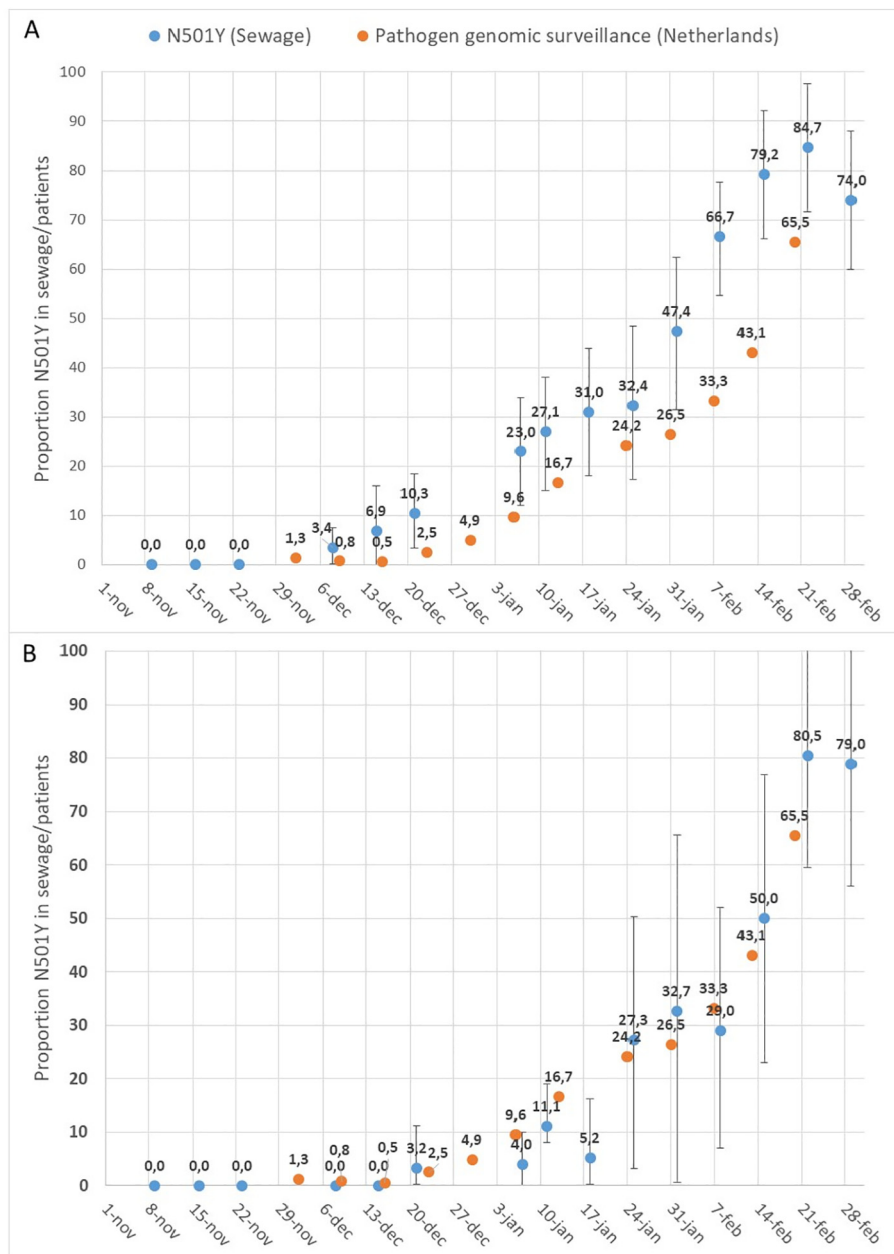 A
N501Y (Sewage) Pathogen genomic surveillance (Netherlands)
Proportion N501Y in sewage/patients
100
90
80
70
60
50
40
30
20
10
0
0,0 0,0 0,0 1,3 3,4 0,8 6,9 0,5 10,3 2,5 4,9 9,6 23,0 27,1 16,7 31,0 32,4 24,2 47,4 26,5 66,7 33,3 79,2 43,1 84,7 65,5 74,0
1-nov 8-nov 15-nov 22-nov 29-nov 6-dec 13-dec 20-dec 27-dec 3-jan 10-jan 17-jan 24-jan 31-jan 7-feb 14-feb 21-feb 28-feb
B
Proportion N501Y in sewage/patients
100
90
80
70
60
50
40
30
20
10
0
0,0 0,0 0,0 1,3 0,8 0,0 0,5 0,0 3,2 2,5 4,9 9,6 4,0 11,1 16,7 5,2 27,3 24,2 32,7 26,5 33,3 29,0 43,1 50,0 65,5 80,5 79,0
1-nov 8-nov 15-nov 22-nov 29-nov 6-dec 13-dec 20-dec 27-dec 3-jan 10-jan 17-jan 24-jan 31-jan 7-feb 14-feb 21-feb 28-feb